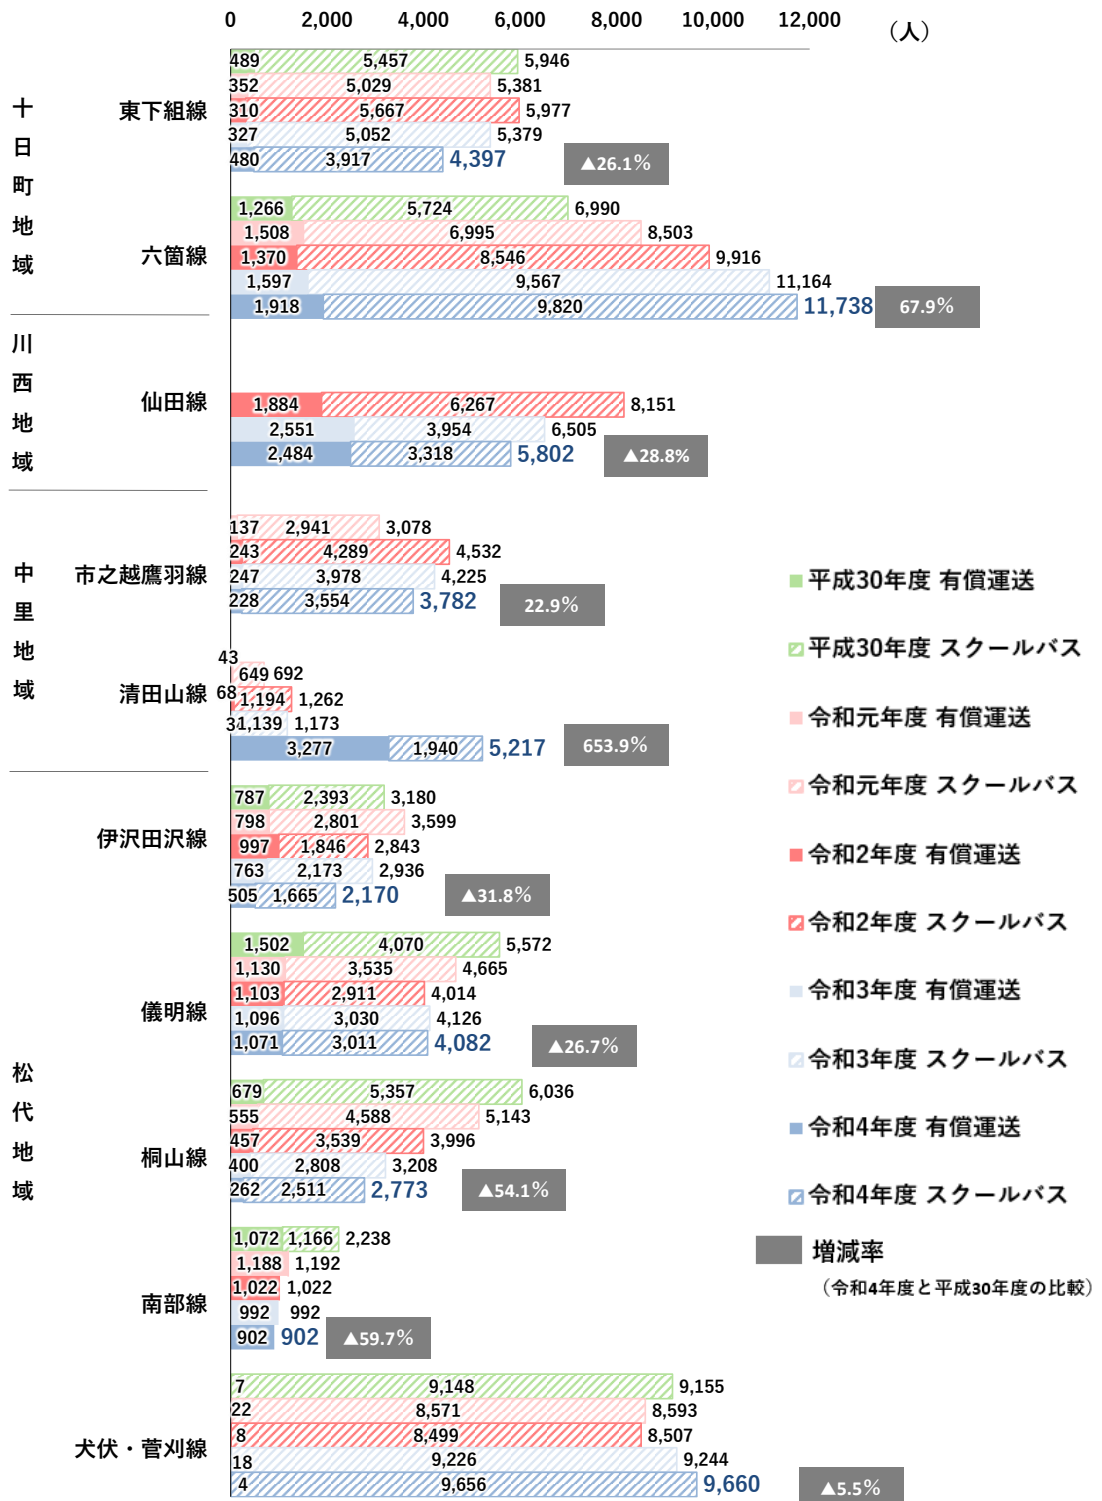 0 2,000 4,000 6,000 8,000 10,000 12,000 （人）
十日町地域
東下組線
489 5,457 5,946
352 5,029 5,381
310 5,667 5,977
327 5,052 5,379
480 3,917 4,397 ▲26.1%
六箇線
1,266 5,724 6,990
1,508 6,995 8,503
1,370 8,546 9,916
1,597 9,567 11,164
1,918 9,820 11,738 67.9%
川西地域
仙田線
1,884 6,267 8,151
2,551 3,954 6,505
2,484 3,318 5,802 ▲28.8%
中里地域
市之越鷹羽線
137 2,941 3,078
243 4,289 4,532
247 3,978 4,225
228 3,554 3,782 22.9%
清田山線
43 649 692
68 1,194 1,262
1,139 1,173
3,277 1,940 5,217 653.9%
松代地域
伊沢田沢線
787 2,393 3,180
798 2,801 3,599
997 1,846 2,843
763 2,173 2,936
505 1,665 2,170 ▲31.8%
儀明線
1,502 4,070 5,572
1,130 3,535 4,665
1,103 2,911 4,014
1,096 3,030 4,126
1,071 3,011 4,082 ▲26.7%
桐山線
679 5,357 6,036
555 4,588 5,143
457 3,539 3,996
400 2,808 3,208
262 2,511 2,773 ▲54.1%
南部線
1,072 1,166 2,238
1,188 1,192
1,022 1,022
992 992
902 902 ▲59.7%
犬伏・菅刈線
7 9,148 9,155
22 8,571 8,593
8 8,499 8,507
18 9,226 9,244
4 9,656 9,660 ▲5.5%
平成30年度 有償運送
平成30年度 スクールバス
令和元年度 有償運送
令和元年度 スクールバス
令和2年度 有償運送
令和2年度 スクールバス
令和3年度 有償運送
令和3年度 スクールバス
令和4年度 有償運送
令和4年度 スクールバス
増減率
（令和4年度と平成30年度の比較）